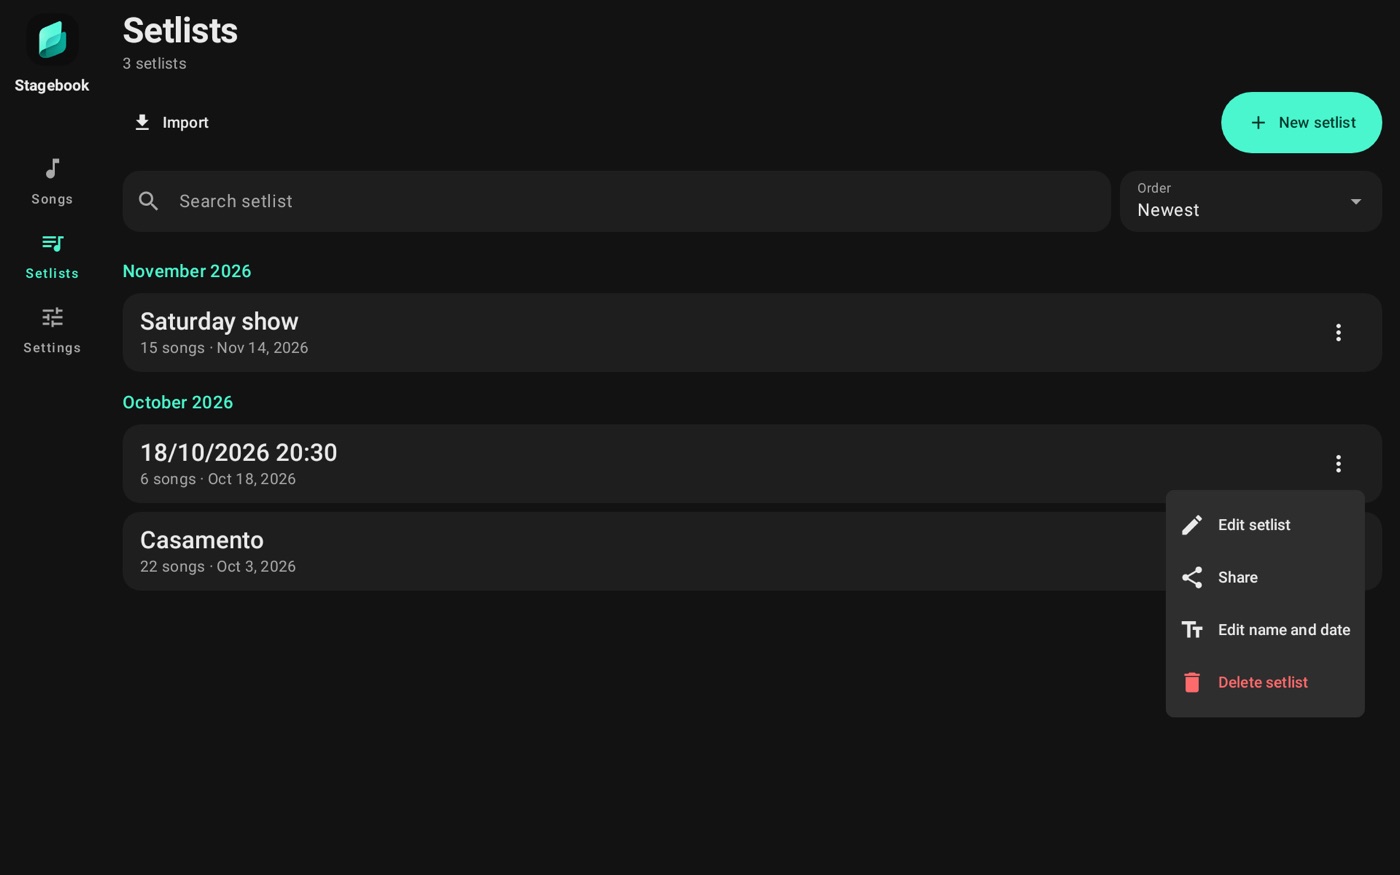 Stagebook
Songs
Setlists
Settings
Setlists
3 setlists
Import
New setlist
Search setlist
Order
Newest
November 2026
Saturday show
15 songs · Nov 14, 2026
October 2026
18/10/2026 20:30
6 songs · Oct 18, 2026
Casamento
22 songs · Oct 3, 2026
Edit setlist
Share
Edit name and date
Delete setlist